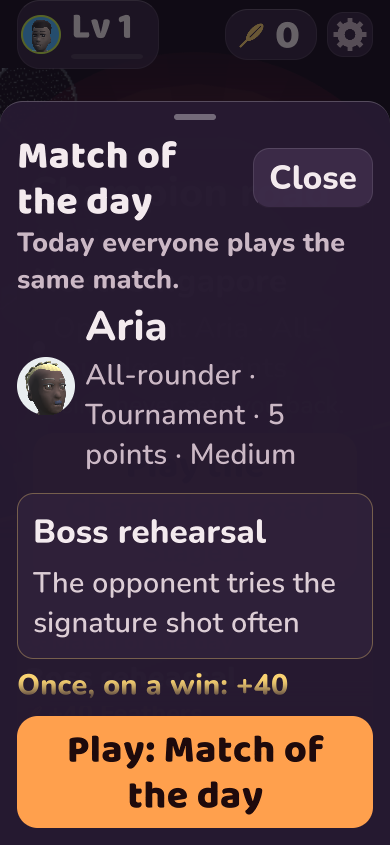 Lv 1
0
Match of
the day
Close
Today everyone plays the
same match.
Aria
All-rounder ·
Tournament · 5
points · Medium
Boss rehearsal
The opponent tries the
signature shot often
Once, on a win: +40
Play: Match of
the day